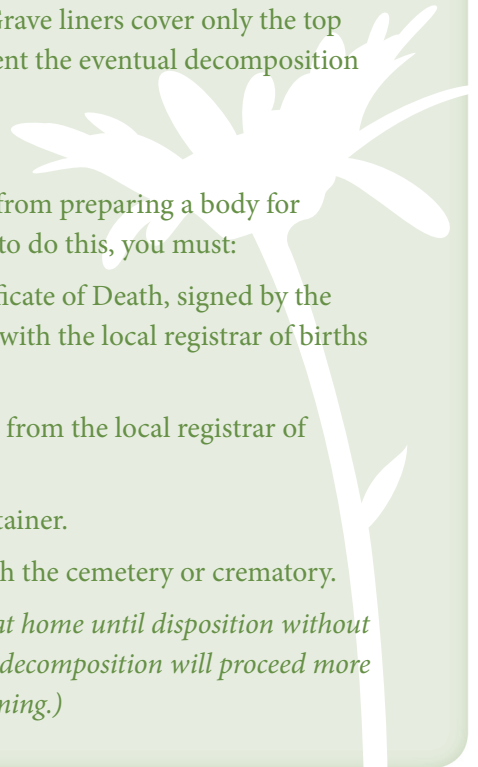 Grave liners cover only the top
ent the eventual decomposition
from preparing a body for
to do this, you must:
ficate of Death, signed by the
with the local registrar of births
from the local registrar of
tainer.
h the cemetery or crematory.
at home until disposition without
decomposition will proceed more
ning.)